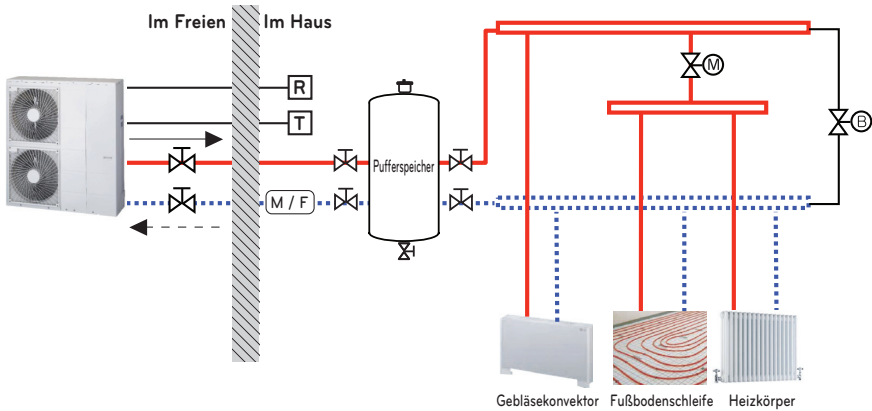 Im Freien
Im Haus
R
T
M / F
Pufferspeicher
M
B
Gebläsekonvektor
Fußbodenschleife
Heizkörper